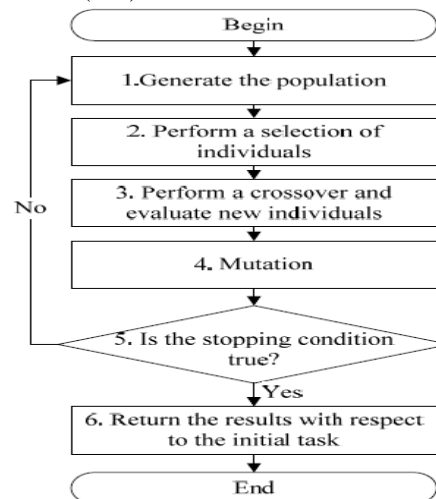 Begin
1.Generate the population
2. Perform a selection of
individuals
3. Perform a crossover and
evaluate new individuals
No
4. Mutation
5. Is the stopping condition
true?
Yes
6. Return the results with respect
to the initial task
End